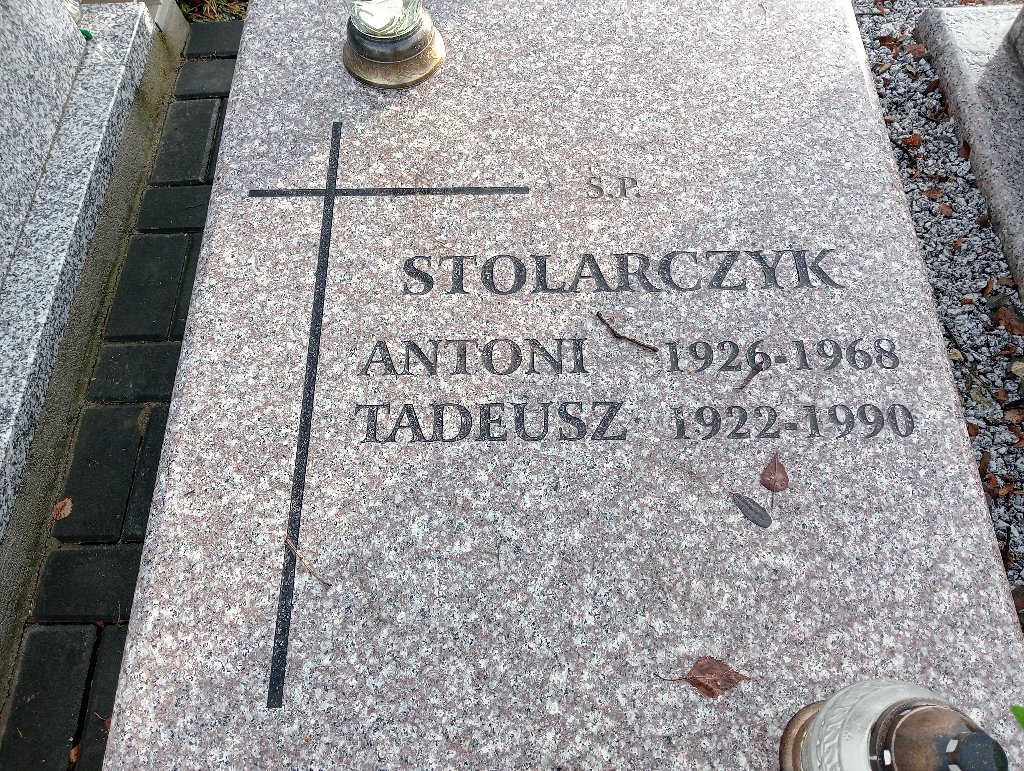 Ś.P.
STOLARCZYK
ANTONI 1926-1968
TADEUSZ 1922-1990